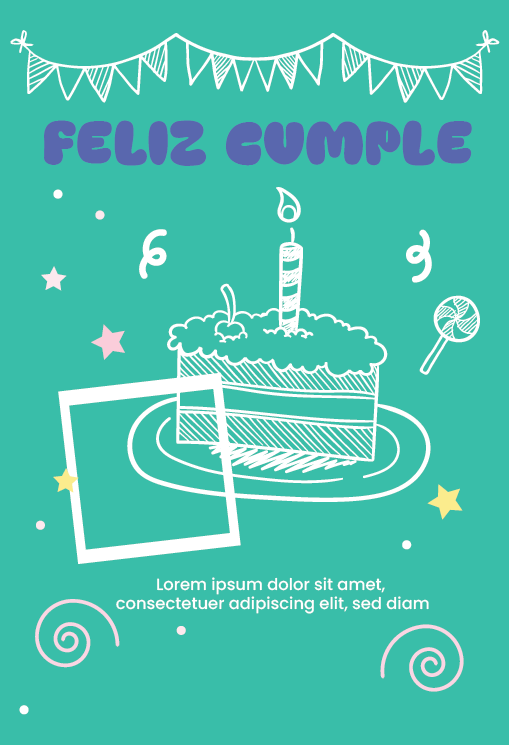 FELIZ CUMPLE
Lorem ipsum dolor sit amet,
consectetuer adipiscing elit, sed diam